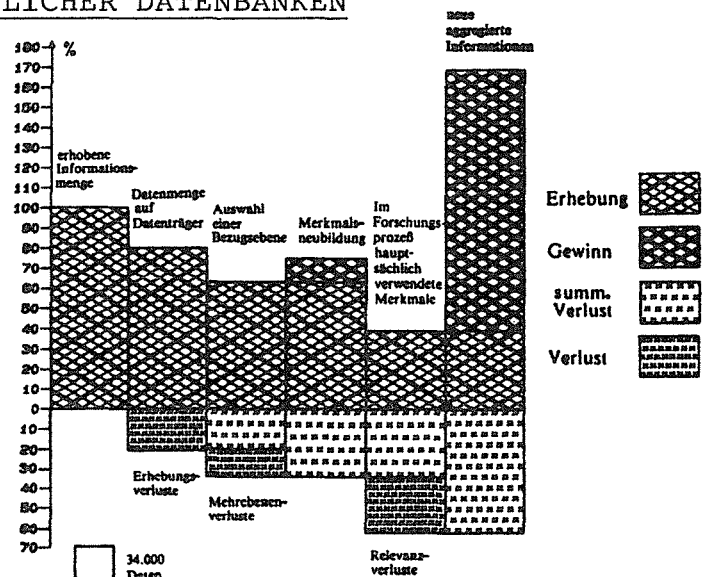 LICHER DATENBANKEN
neue
aggregierte
Informationen
%
180
170
160
150
140
130
120
110
100
90
80
70
60
50
40
30
20
10
0
10
20
30
40
50
60
70
erhobene
Informations-
menge
Datenmenge
auf
Datenträger
Auswahl
einer
Bezugsebene
Merkmals-
neubildung
Im
Forschungs
prozeß
haupt-
sächlich
verwendete
Merkmale
Erhebung
Gewinn
summ.
Verlust
Verlust
Erhebungs-
verluste
Mehrebenen-
verluste
Relevanz-
verluste
34.000
Daten